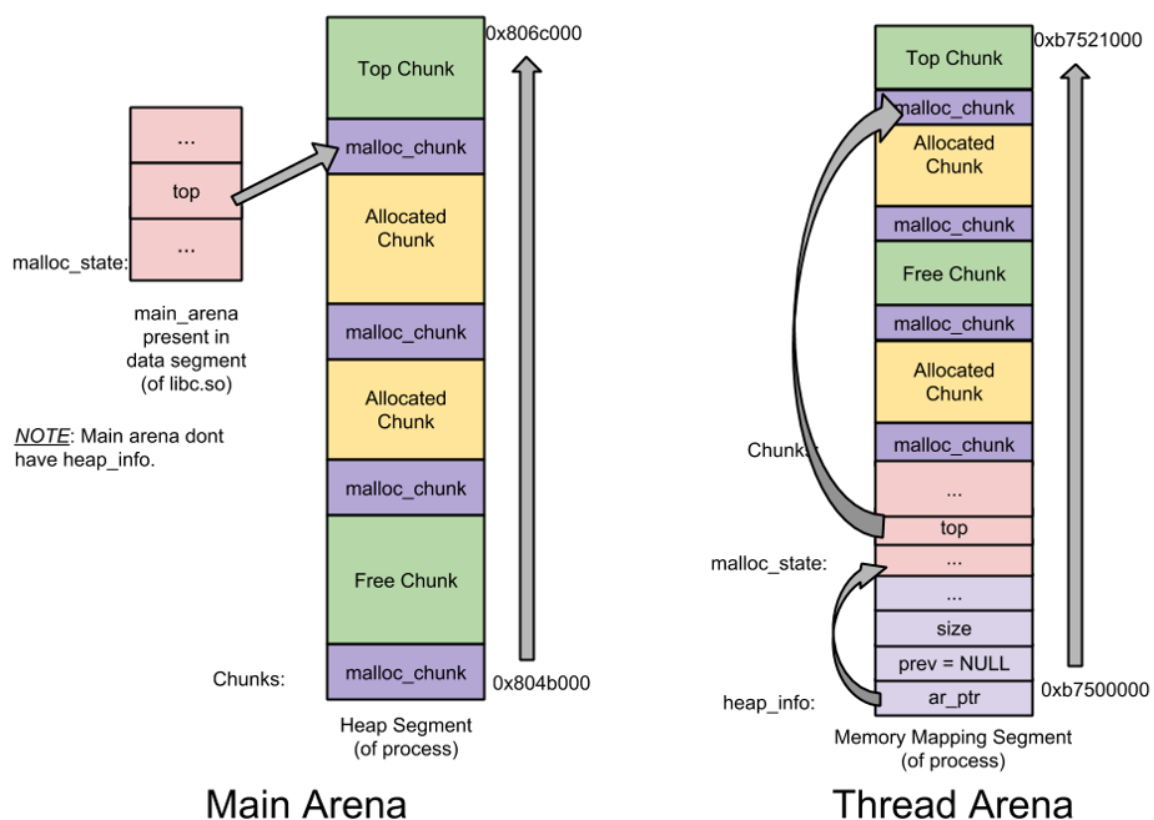 0x806c000
Top Chunk
malloc_chunk
...
top
...
malloc_state:
main_arena
present in
data segment
(of libc.so)
NOTE: Main arena dont
have heap_info.
Allocated
Chunk
malloc_chunk
Allocated
Chunk
malloc_chunk
Free Chunk
Chunks:
malloc_chunk
0x804b000
Heap Segment
(of process)
Main Arena
0xb7521000
Top Chunk
malloc_chunk
Allocated
Chunk
malloc_chunk
Free Chunk
malloc_chunk
Allocated
Chunk
malloc_chunk
Chunks:
...
top
malloc_state:
...
...
size
prev = NULL
0xb7500000
heap_info:
ar_ptr
Memory Mapping Segment
(of process)
Thread Arena